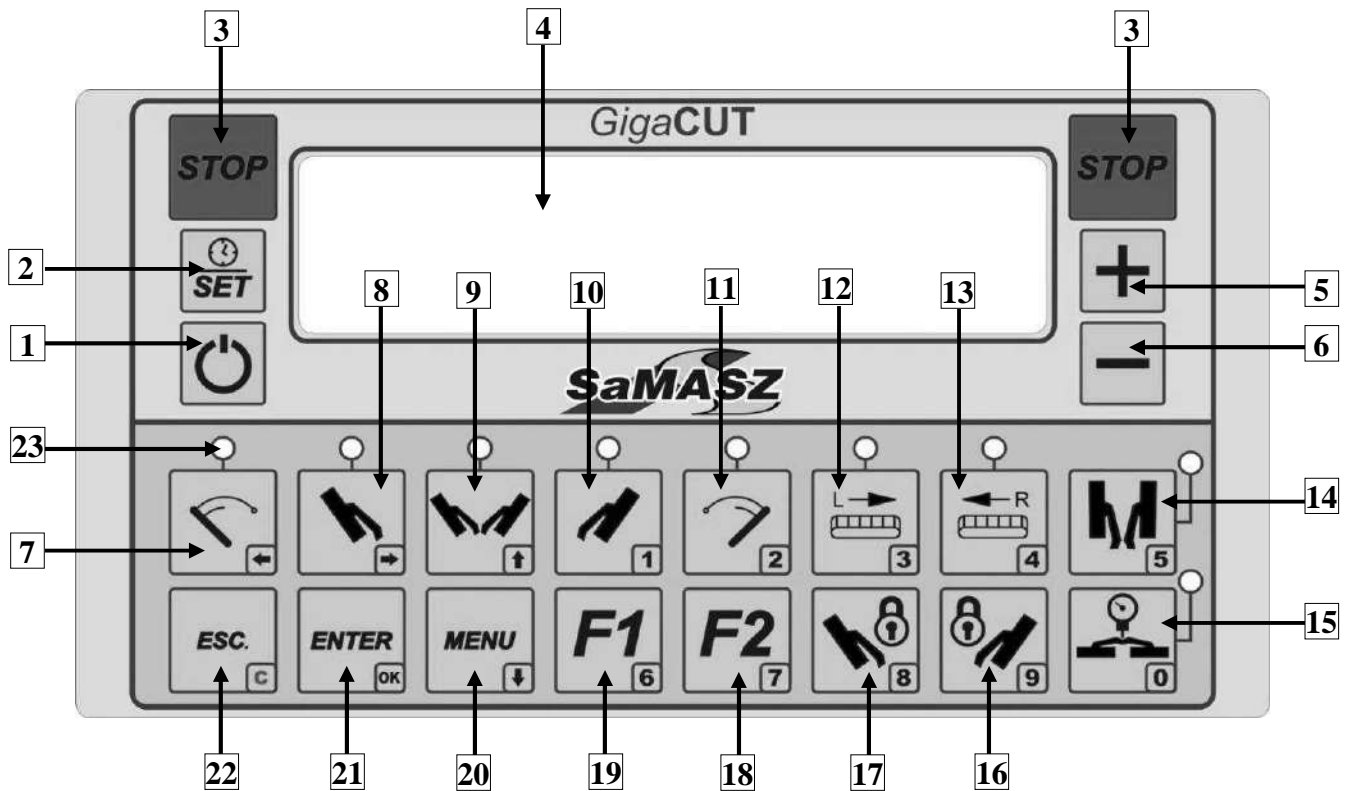 3 4 3
GigaCUT
STOP STOP
2 SET 8 9 10 11 12 13 5
1 6
SaMASZ
23
L R
14
7 1 2 3 4 5
ESC. ENTER MENU F1 F2 15
C OK 6 7 8 9 0
22 21 20 19 18 17 16